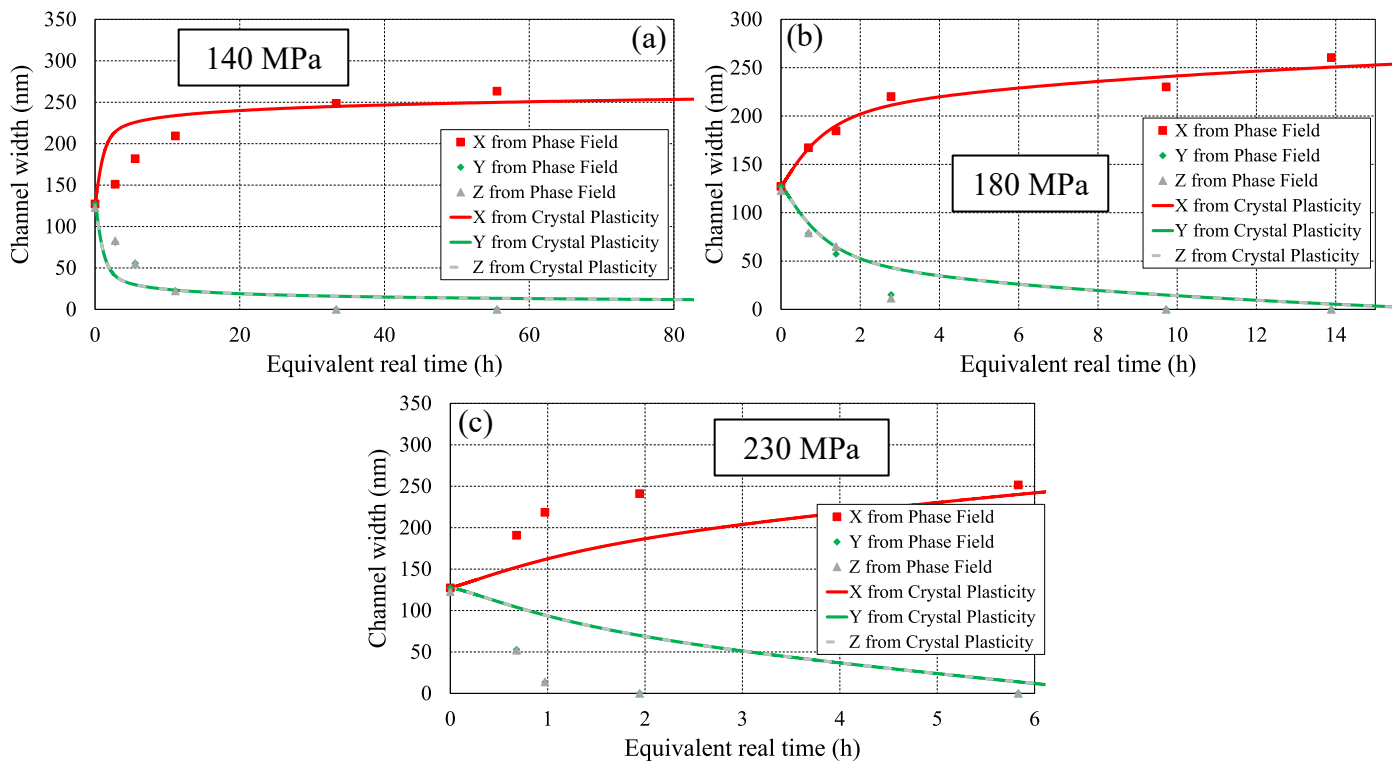 (a)
140 MPa
Channel width (nm)
350
300
250
200
150
100
50
0
0 20 40 60 80
Equivalent real time (h)
X from Phase Field
Y from Phase Field
Z from Phase Field
X from Crystal Plasticity
Y from Crystal Plasticity
Z from Crystal Plasticity
(b)
180 MPa
Channel width (nm)
300
250
200
150
100
50
0
0 2 4 6 8 10 12 14
Equivalent real time (h)
X from Phase Field
Y from Phase Field
Z from Phase Field
X from Crystal Plasticity
Y from Crystal Plasticity
Z from Crystal Plasticity
(c)
230 MPa
Channel width (nm)
350
300
250
200
150
100
50
0
0 1 2 3 4 5 6
Equivalent real time (h)
X from Phase Field
Y from Phase Field
Z from Phase Field
X from Crystal Plasticity
Y from Crystal Plasticity
Z from Crystal Plasticity